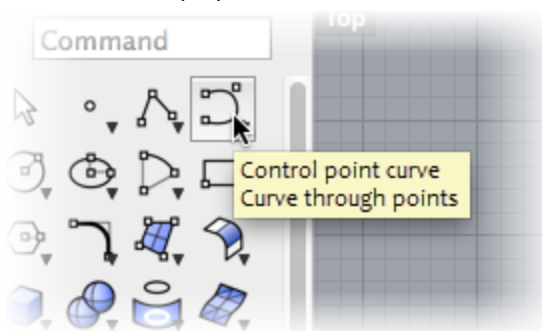 Top
Command
Control point curve
Curve through points